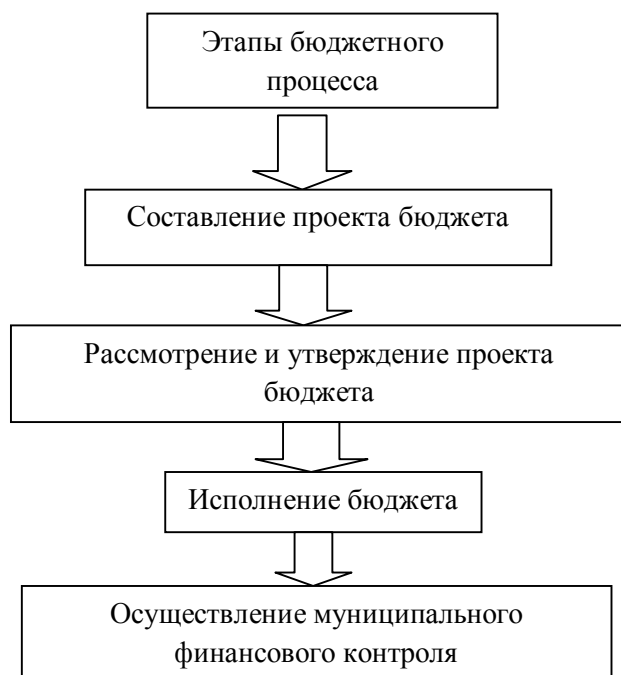 Этапы бюджетного
процесса
Составление проекта бюджета
Рассмотрение и утверждение проекта
бюджета
Исполнение бюджета
Осуществление муниципального
финансового контроля